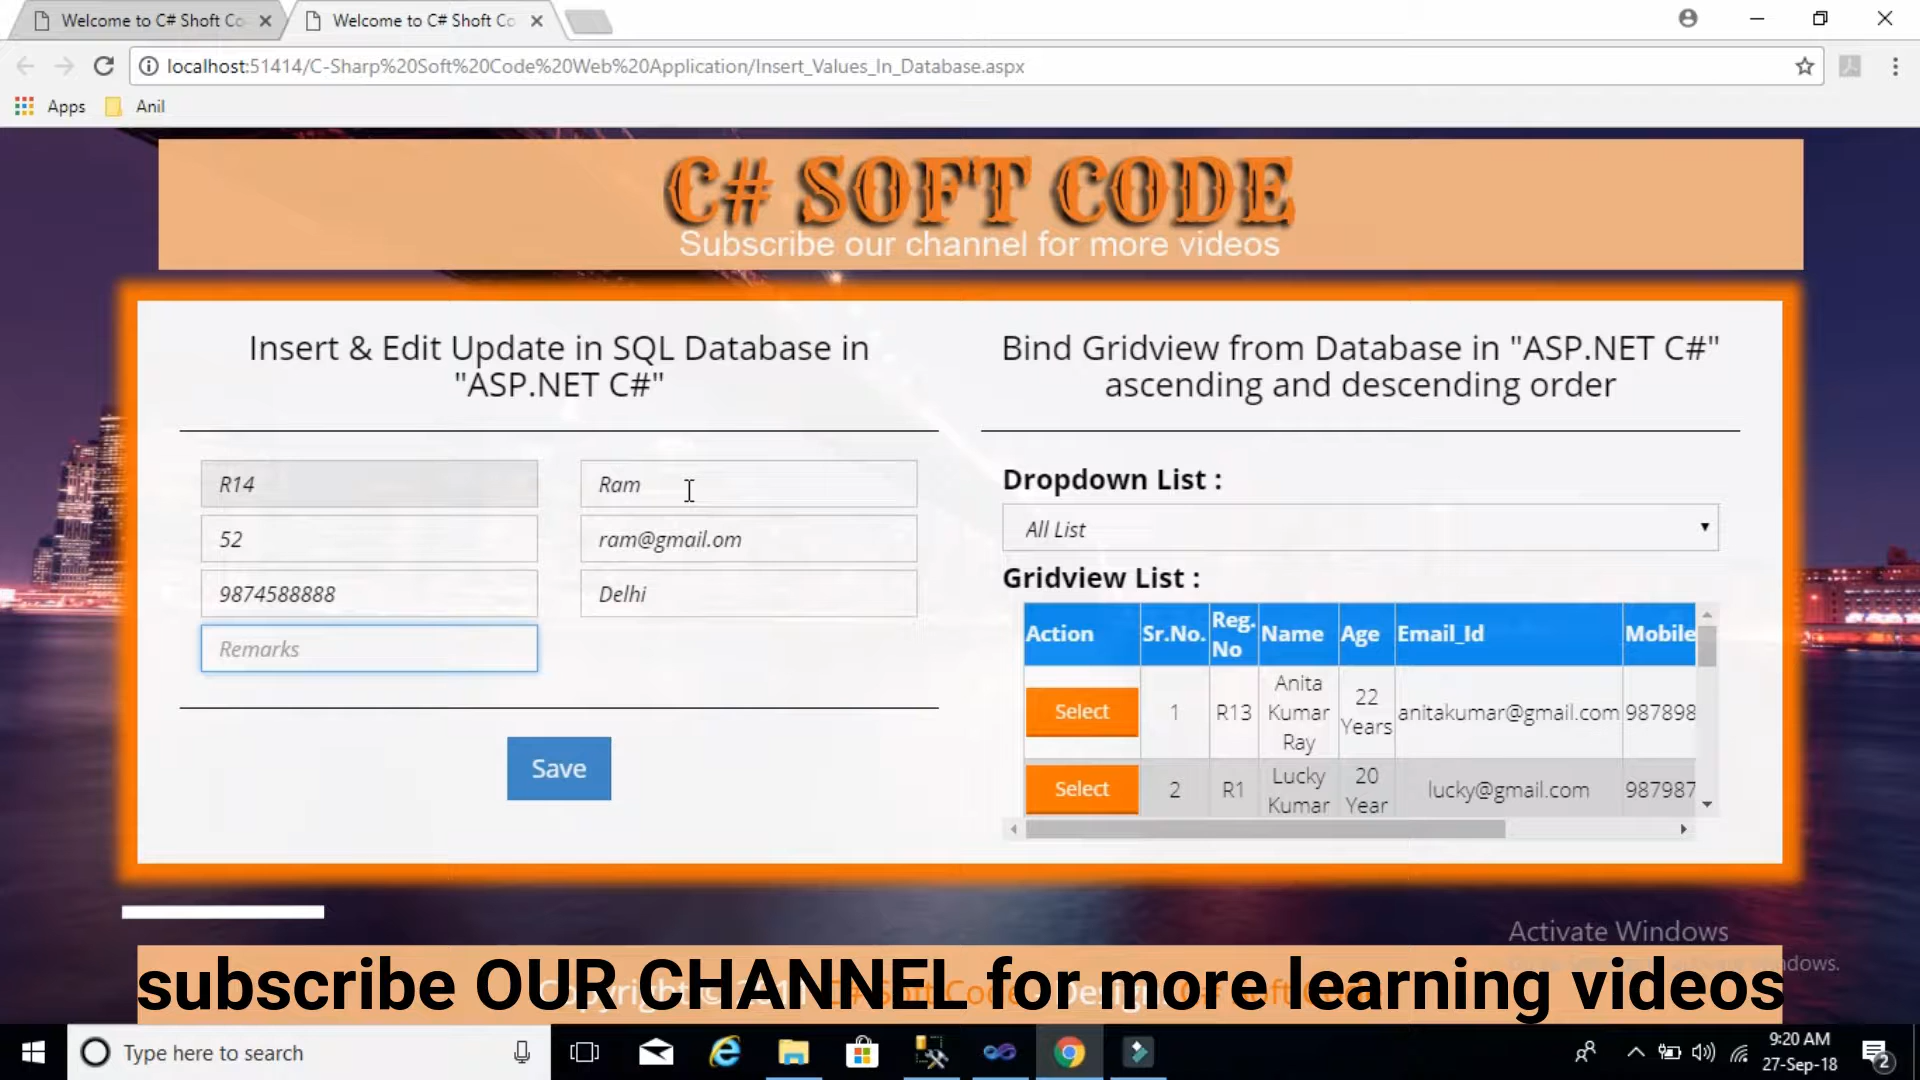 Welcome to C# Shoft Co
Welcome to C# Shoft Co
localhost:51414/C-Sharp%20Soft%20Code%20Web%20Application/Insert_Values_In_Database.aspx
Apps
Anil
C# SOFT CODE
Subscribe our channel for more videos
Insert & Edit Update in SQL Database in
"ASP.NET C#"
R14
Ram
52
ram@gmail.om
9874588888
Delhi
Remarks
Save
Bind Gridview from Database in "ASP.NET C#"
ascending and descending order
Dropdown List :
All List
Gridview List :
Action Sr.No. Reg. No Name Age Email_Id Mobile
Select 1 R13 Anita Kumar Ray 22 Years anitakumar@gmail.com 987898
Select 2 R1 Lucky Kumar 20 Year lucky@gmail.com 987987
Activate Windows
subscribe OUR CHANNEL for more learning videos
Type here to search
9:20 AM
27-Sep-18
2